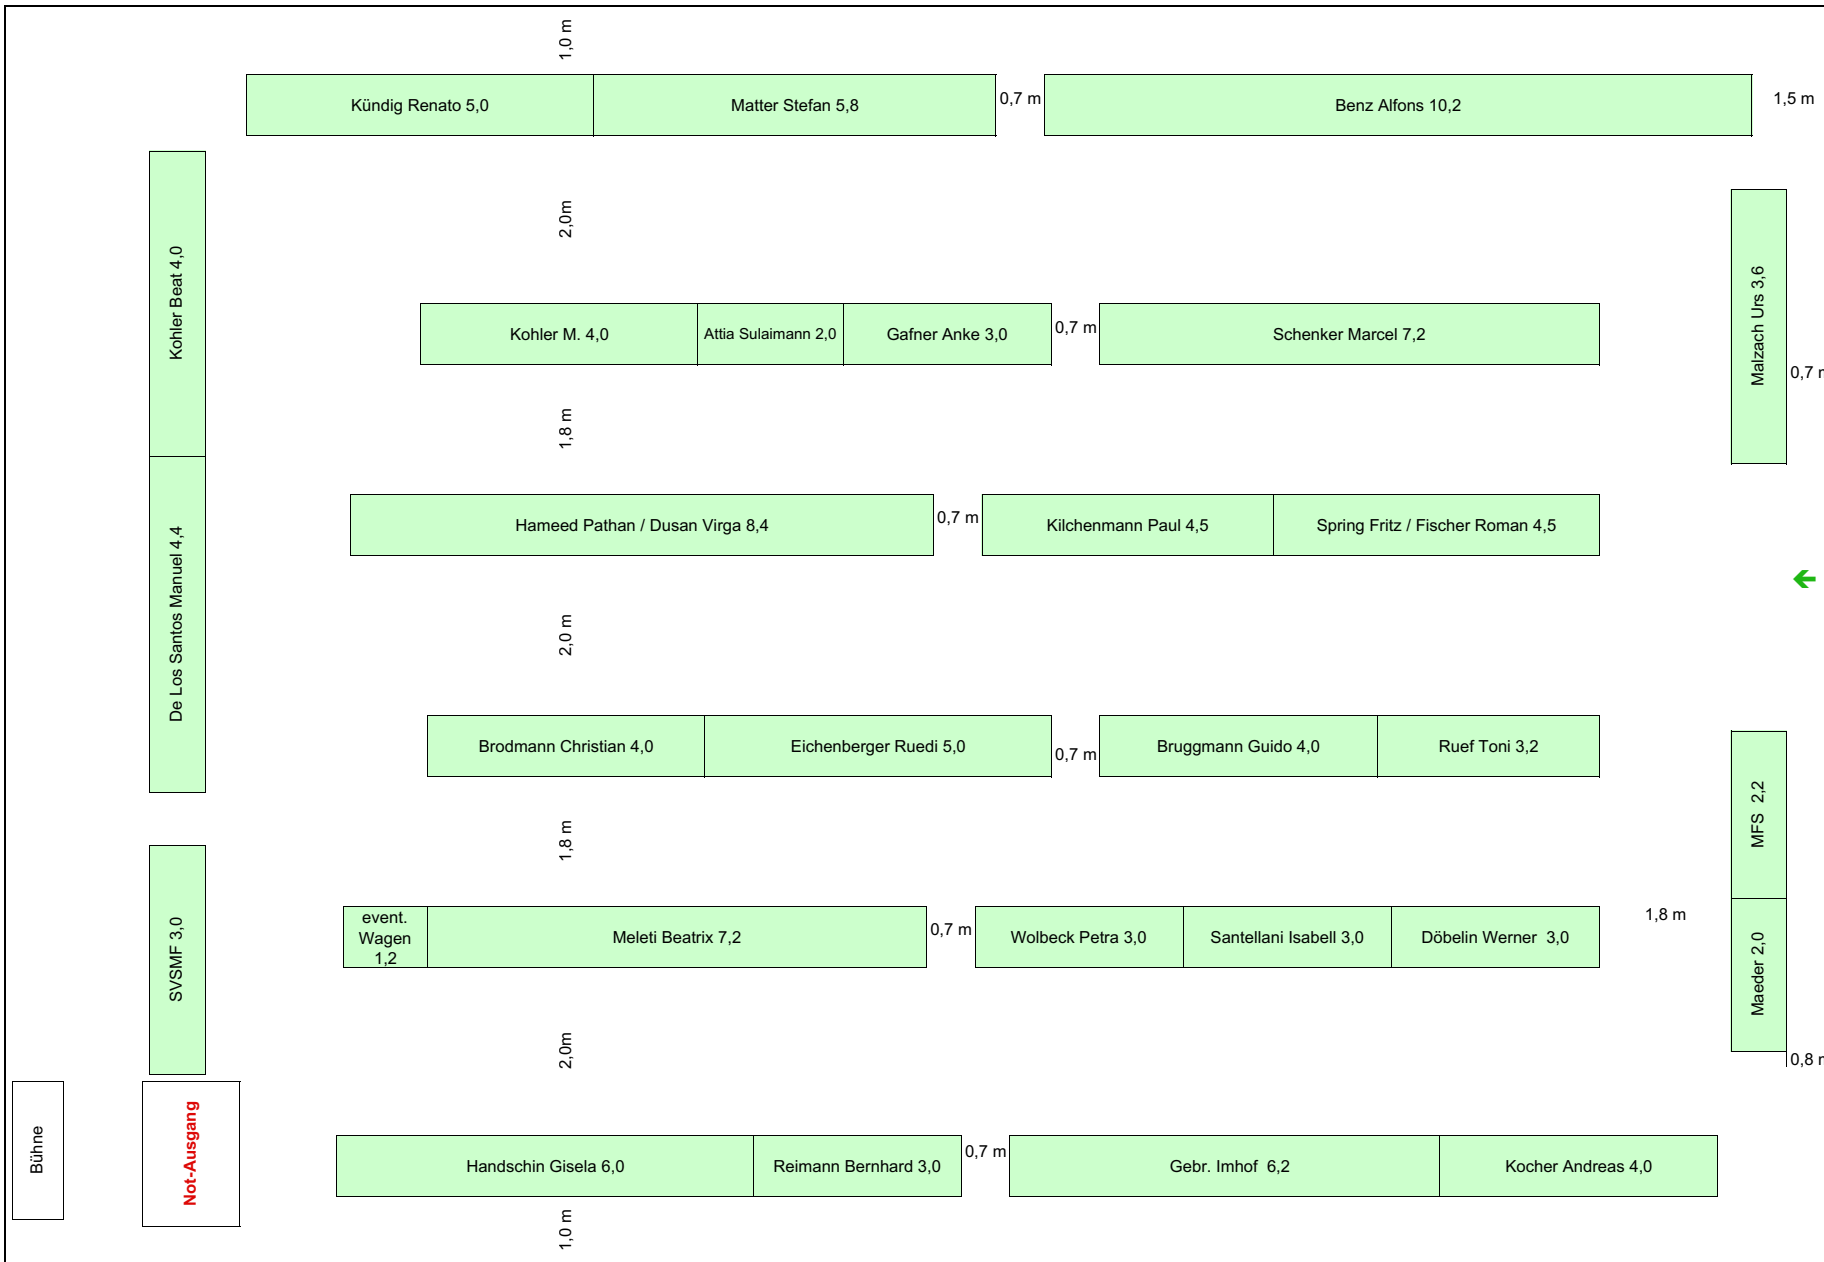 1,0 m
Kündig Renato 5,0
Matter Stefan 5,8
0,7 m
Benz Alfons 10,2
1,5 m
Kohler Beat 4,0
2,0m
Malzach Urs 3,6
Kohler M. 4,0
Attia Sulaimann 2,0
Gafner Anke 3,0
0,7 m
Schenker Marcel 7,2
0,7 m
1,8 m
De Los Santos Manuel 4,4
Hameed Pathan / Dusan Virga 8,4
0,7 m
Kilchenmann Paul 4,5
Spring Fritz / Fischer Roman 4,5
2,0 m
Brodmann Christian 4,0
Eichenberger Ruedi 5,0
0,7 m
Bruggmann Guido 4,0
Ruef Toni 3,2
MFS 2,2
1,8 m
SVSMF 3,0
event.
Wagen
1,2
Meleti Beatrix 7,2
0,7 m
Wolbeck Petra 3,0
Santellani Isabell 3,0
Döbelin Werner 3,0
1,8 m
Maeder 2,0
2,0m
0,8 m
Bühne
Not-Ausgang
Handschin Gisela 6,0
Reimann Bernhard 3,0
0,7 m
Gebr. Imhof 6,2
Kocher Andreas 4,0
1,0 m